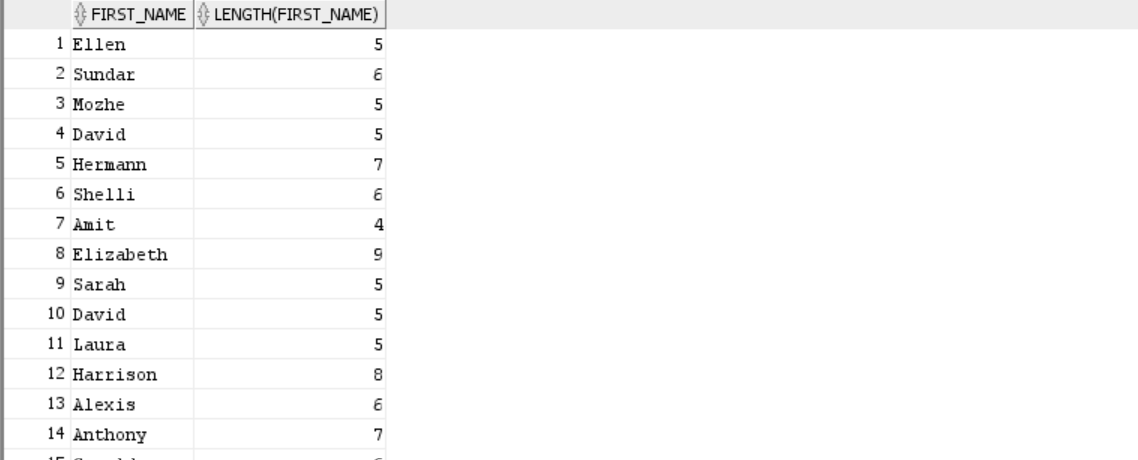 FIRST_NAME LENGTH(FIRST_NAME)
1 Ellen 5
2 Sundar 6
3 Mozhe 5
4 David 5
5 Hermann 7
6 Shelli 6
7 Amit 4
8 Elizabeth 9
9 Sarah 5
10 David 5
11 Laura 5
12 Harrison 8
13 Alexis 6
14 Anthony 7